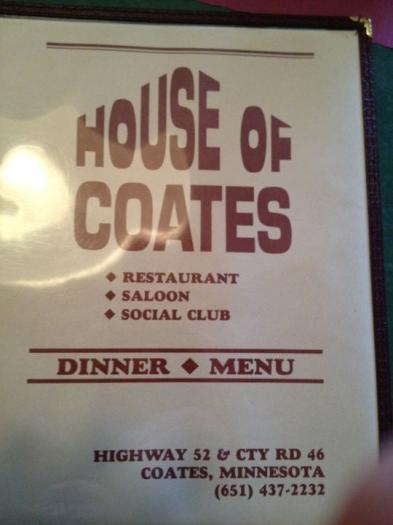 HOUSE OF
COATES
◆ RESTAURANT
◆ SALOON
◆ SOCIAL CLUB
DINNER ◆ MENU
HIGHWAY 52 & CTY RD 46
COATES, MINNESOTA
(651) 437-2232